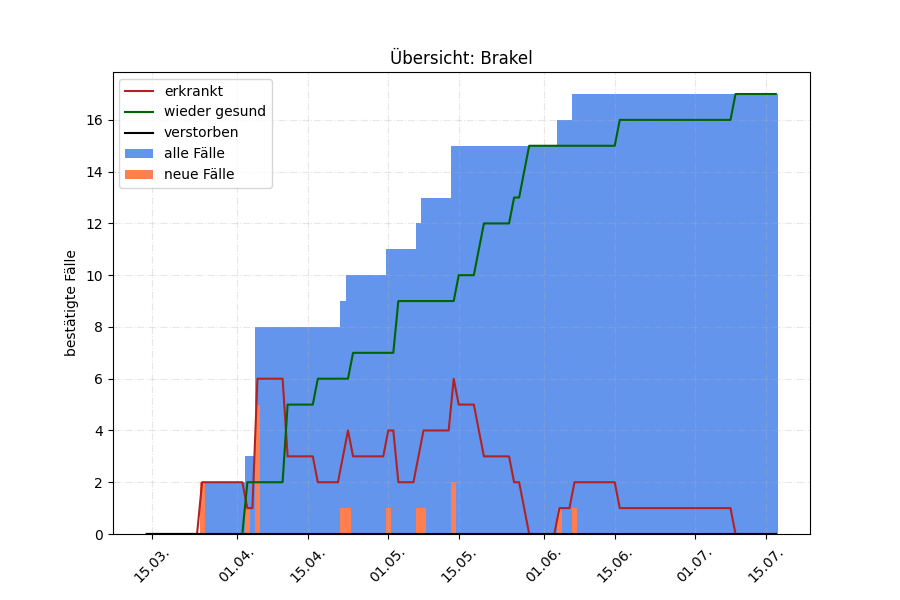 Übersicht: Brakel
erkrankt
wieder gesund
verstorben
alle Fälle
neue Fälle
bestätigte Fälle
16
14
12
10
8
6
4
2
0
15.03.
01.04.
15.04.
01.05.
15.05.
01.06.
15.06.
01.07.
15.07.